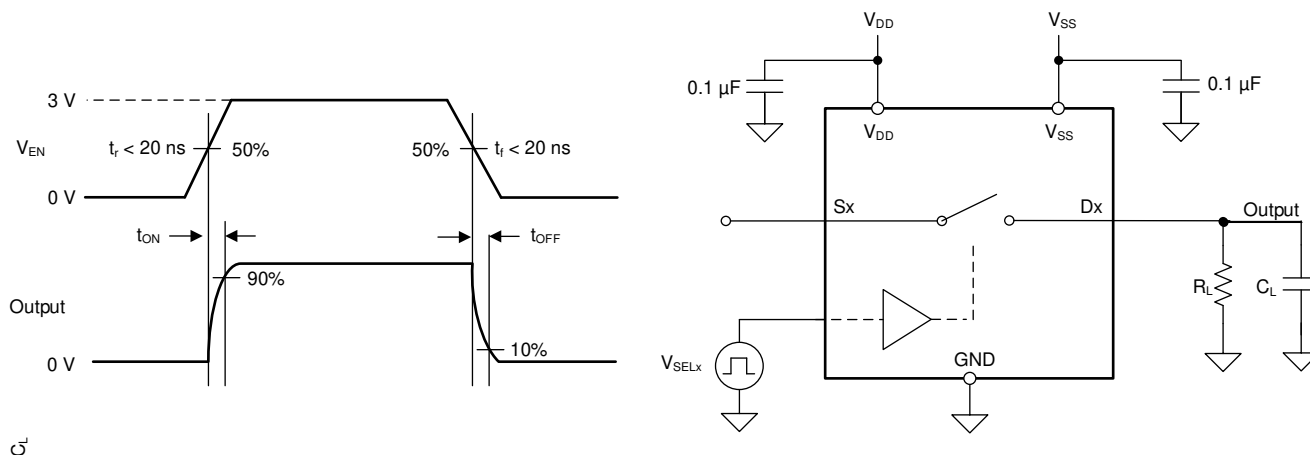 3 V
V_EN
t_r < 20 ns
50%
50%
t_f < 20 ns
0 V
t_ON
t_OFF
90%
Output
10%
0 V
C_L
V_DD
V_SS
0.1 µF
0.1 µF
V_DD
V_SS
Sx
Dx
Output
R_L
C_L
V_SELx
GND